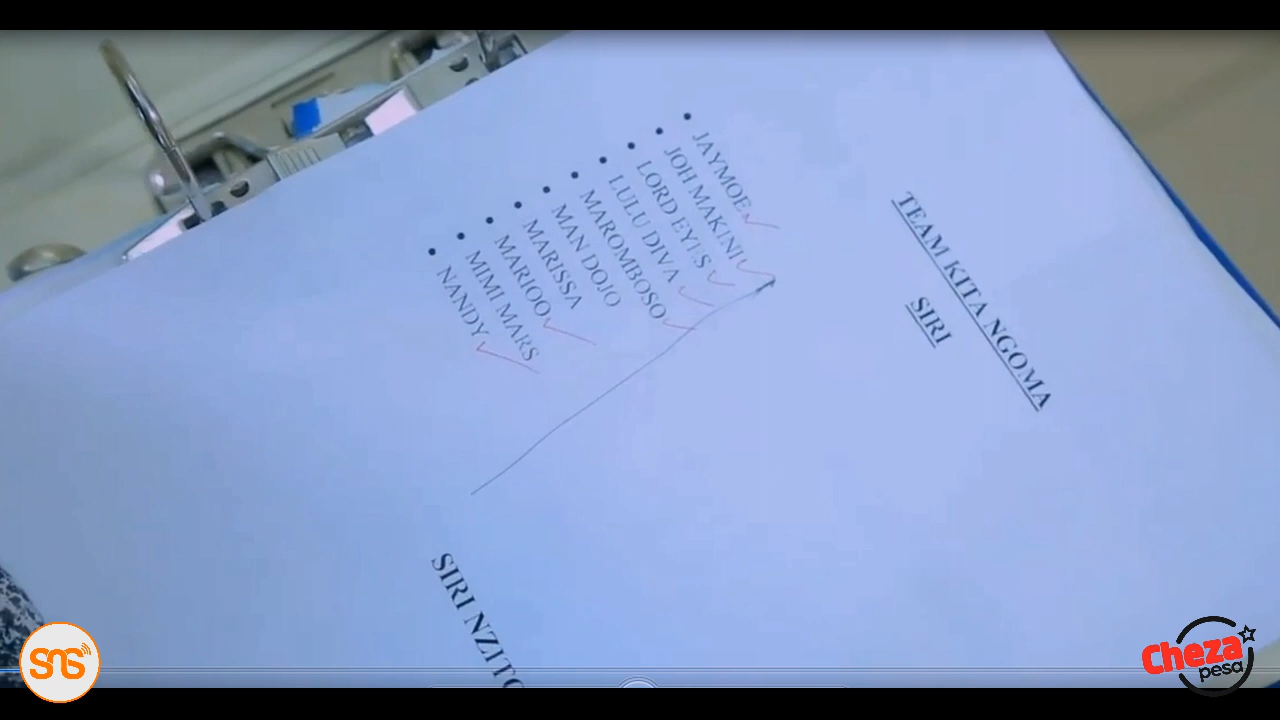 TEAM KITA NGOMA
SIRI
JAYMOE
JOH MAKINI
LORD EYES
LULU DIVA
MAROMBOSO
MAN DOJO
MARISSA
MARIOO
MIMI MARS
NANDY
SIRI NZITO
SNS
Cheza
pesa